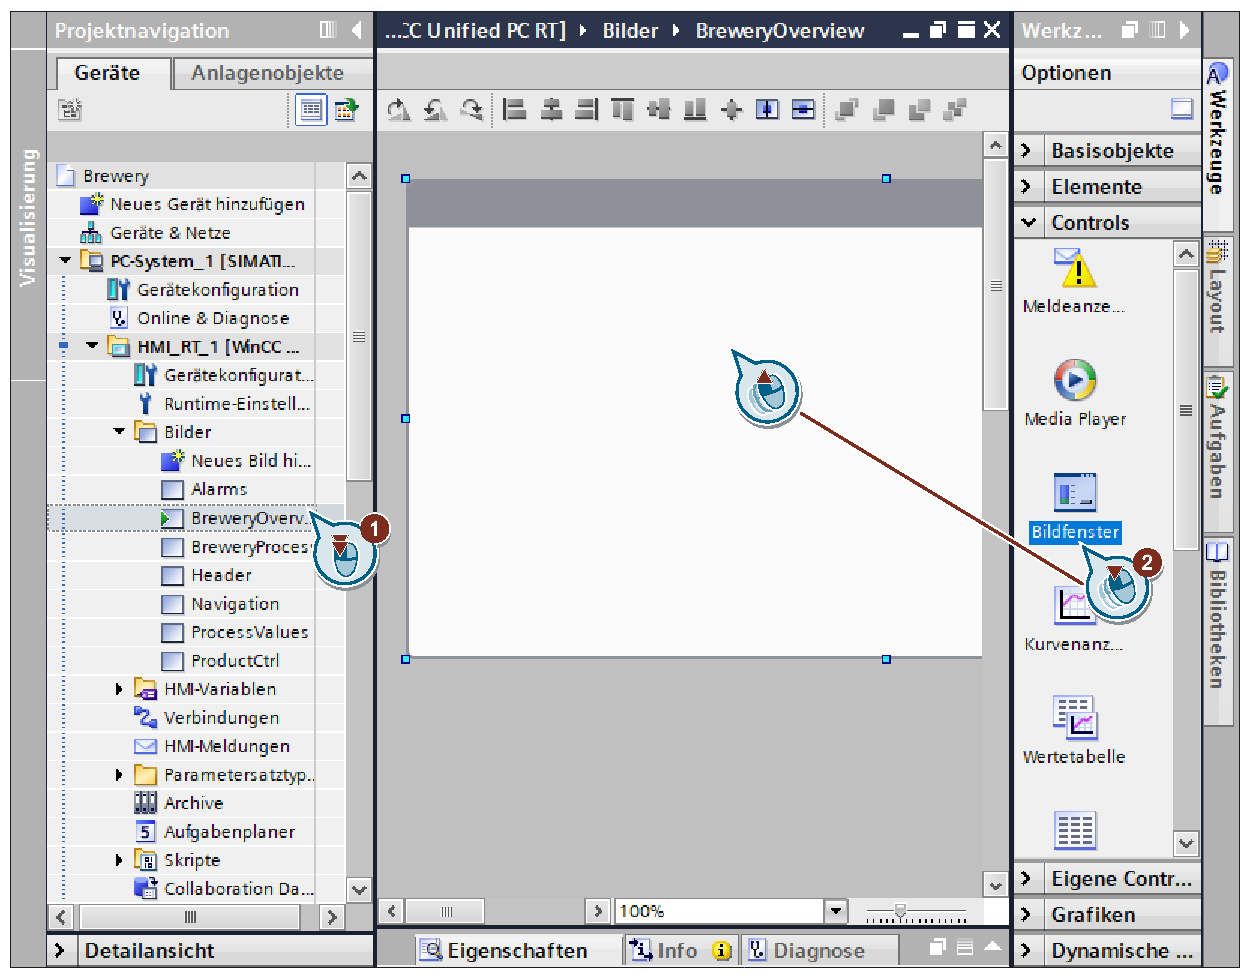 Projektnavigation
Geräte
Anlagenobjekte
Visualisierung
Brewery
Neues Gerät hinzufügen
Geräte & Netze
PC-System_1 [SIMATI...
Gerätekonfiguration
Online & Diagnose
HMI_RT_1 [WinCC ...
Gerätekonfigurat...
Runtime-Einstell...
Bilder
Neues Bild hi...
Alarms
BreweryOverv...
1
BreweryProcess
Header
Navigation
ProcessValues
ProductCtrl
HMI-Variablen
Verbindungen
HMI-Meldungen
Parametersatztyp...
Archive
5 Aufgabenplaner
Skripte
Collaboration Da...
Detailansicht
...CC Unified PC RT] Bilder BreweryOverview
100%
Eigenschaften
Info
Diagnose
Werkz...
Optionen
Basisobjekte
Elemente
Controls
Meldeanze...
Media Player
Bildfenster
2
Kurvenanz...
Wertetabelle
Eigene Contr...
Grafiken
Dynamische ...
Werkzeuge
Layout
Aufgaben
Bibliotheken